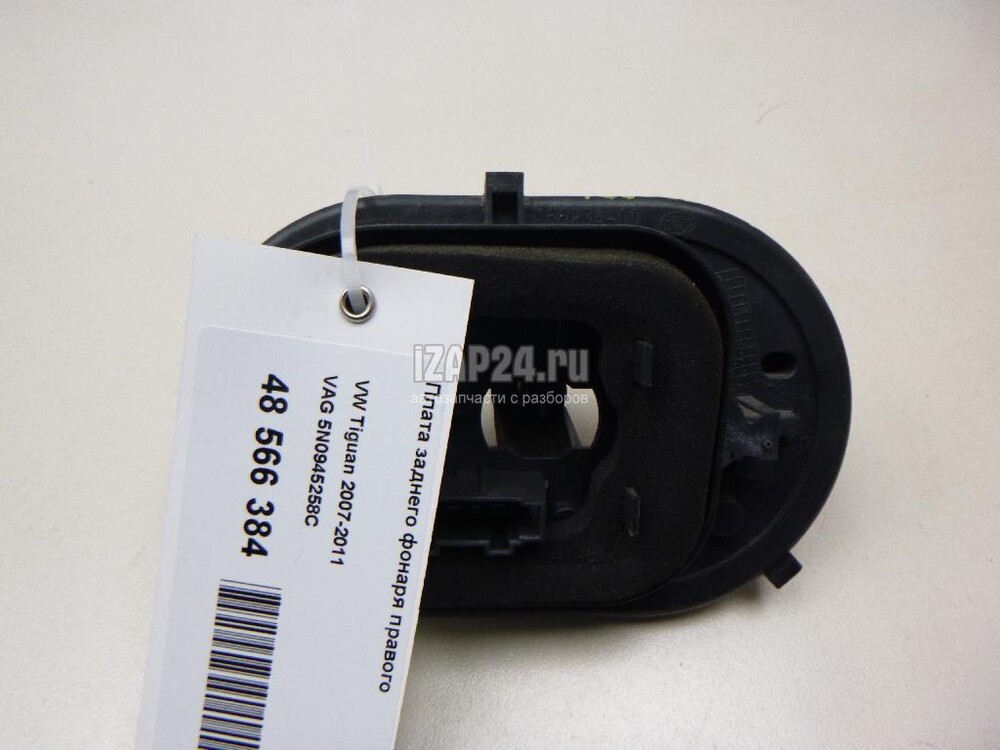 Плата заднего фонаря правого
VW Tiguan 2007-2011
VAG 5N0945258C
48 566 384
iZAP24.ru
автозапчасти с разборов